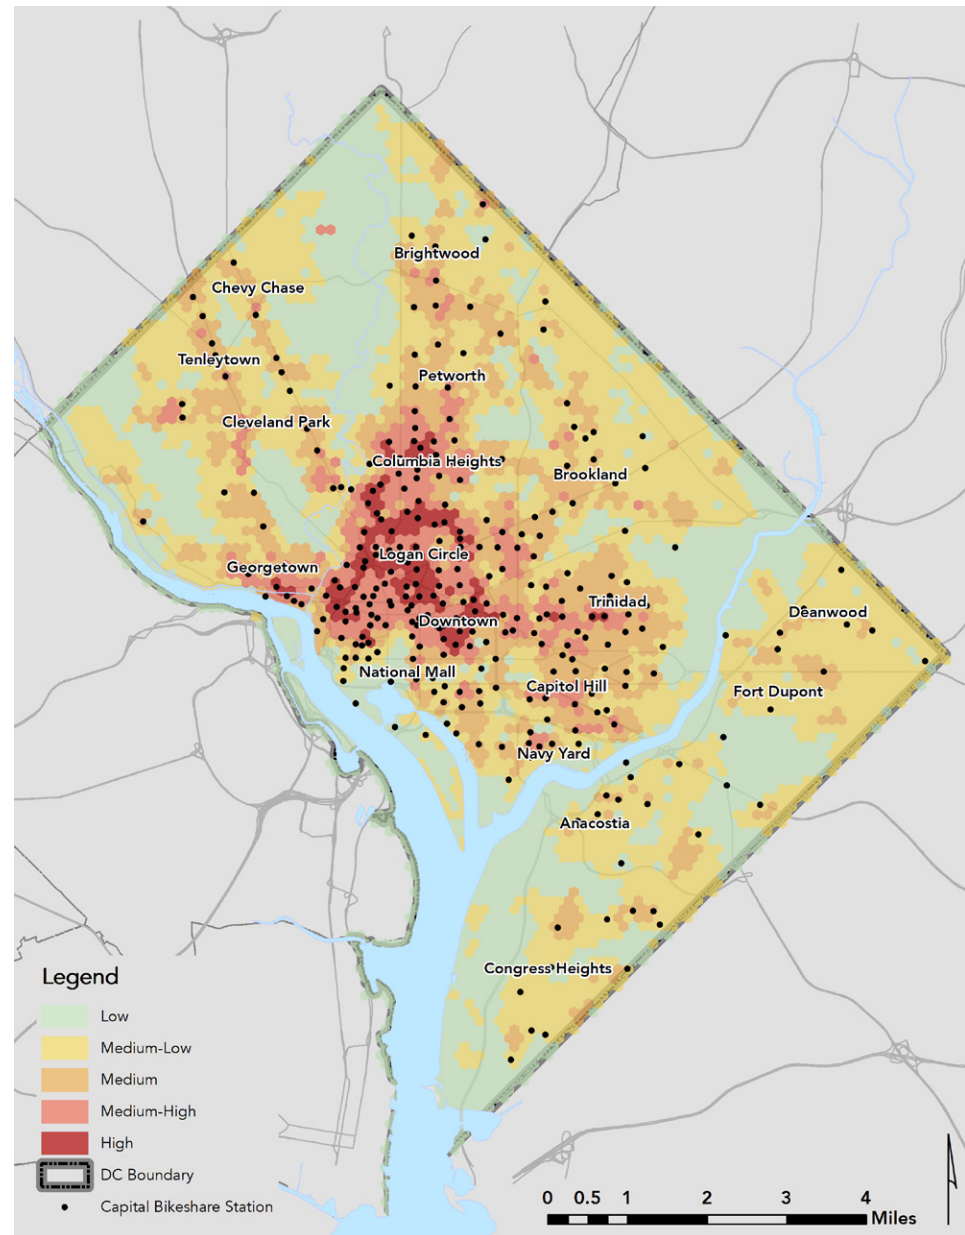 Brightwood
Chevy Chase
Tenleytown
Petworth
Cleveland Park
Columbia Heights
Brookland
Logan Circle
Georgetown
Trinidad
Deanwood
Downtown
National Mall
Capitol Hill
Fort Dupont
Navy Yard
Anacostia
Congress Heights
Legend
Low
Medium-Low
Medium
Medium-High
High
DC Boundary
Capital Bikeshare Station
0 0.5 1 2 3 4
Miles